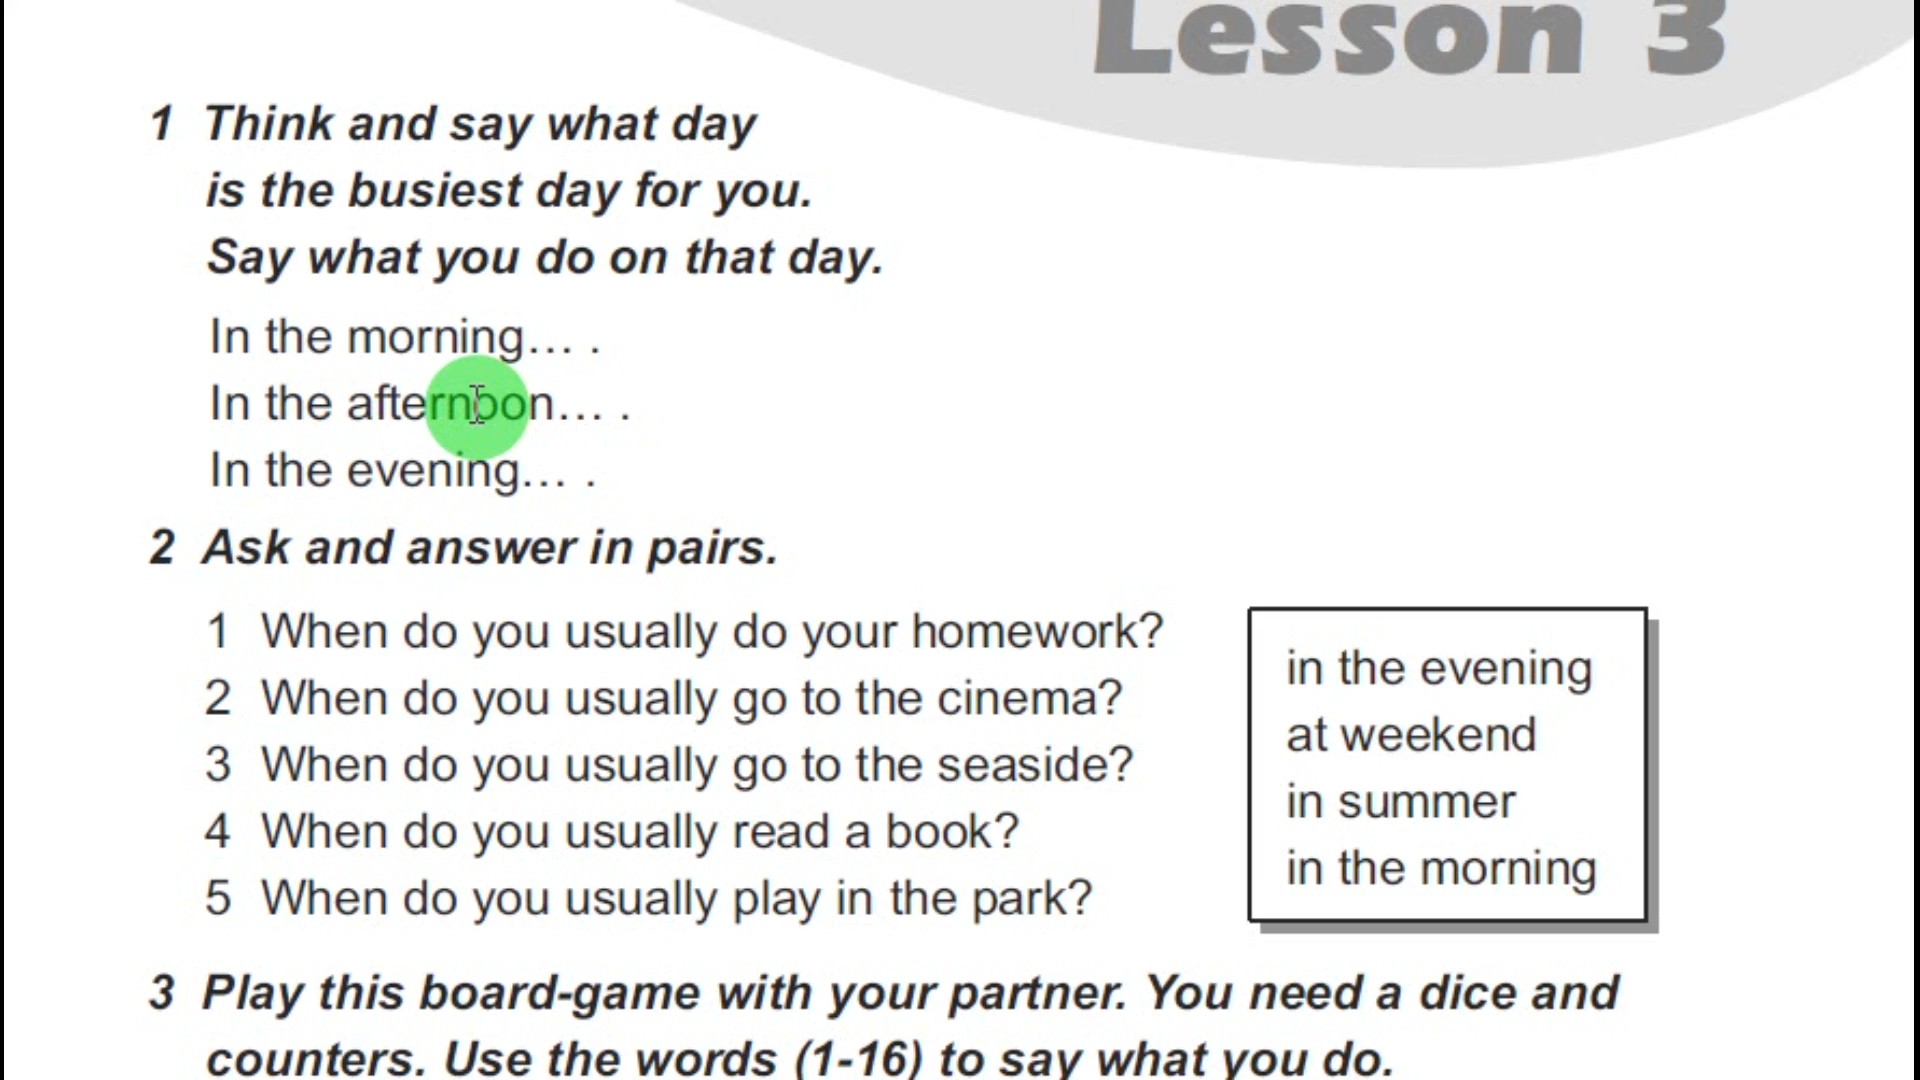 Lesson 3
1 Think and say what day
is the busiest day for you.
Say what you do on that day.
In the morning… .
In the afternoon… .
In the evening… .
2 Ask and answer in pairs.
1 When do you usually do your homework?
2 When do you usually go to the cinema?
3 When do you usually go to the seaside?
4 When do you usually read a book?
5 When do you usually play in the park?
in the evening
at weekend
in summer
in the morning
3 Play this board-game with your partner. You need a dice and
counters. Use the words (1-16) to say what you do.